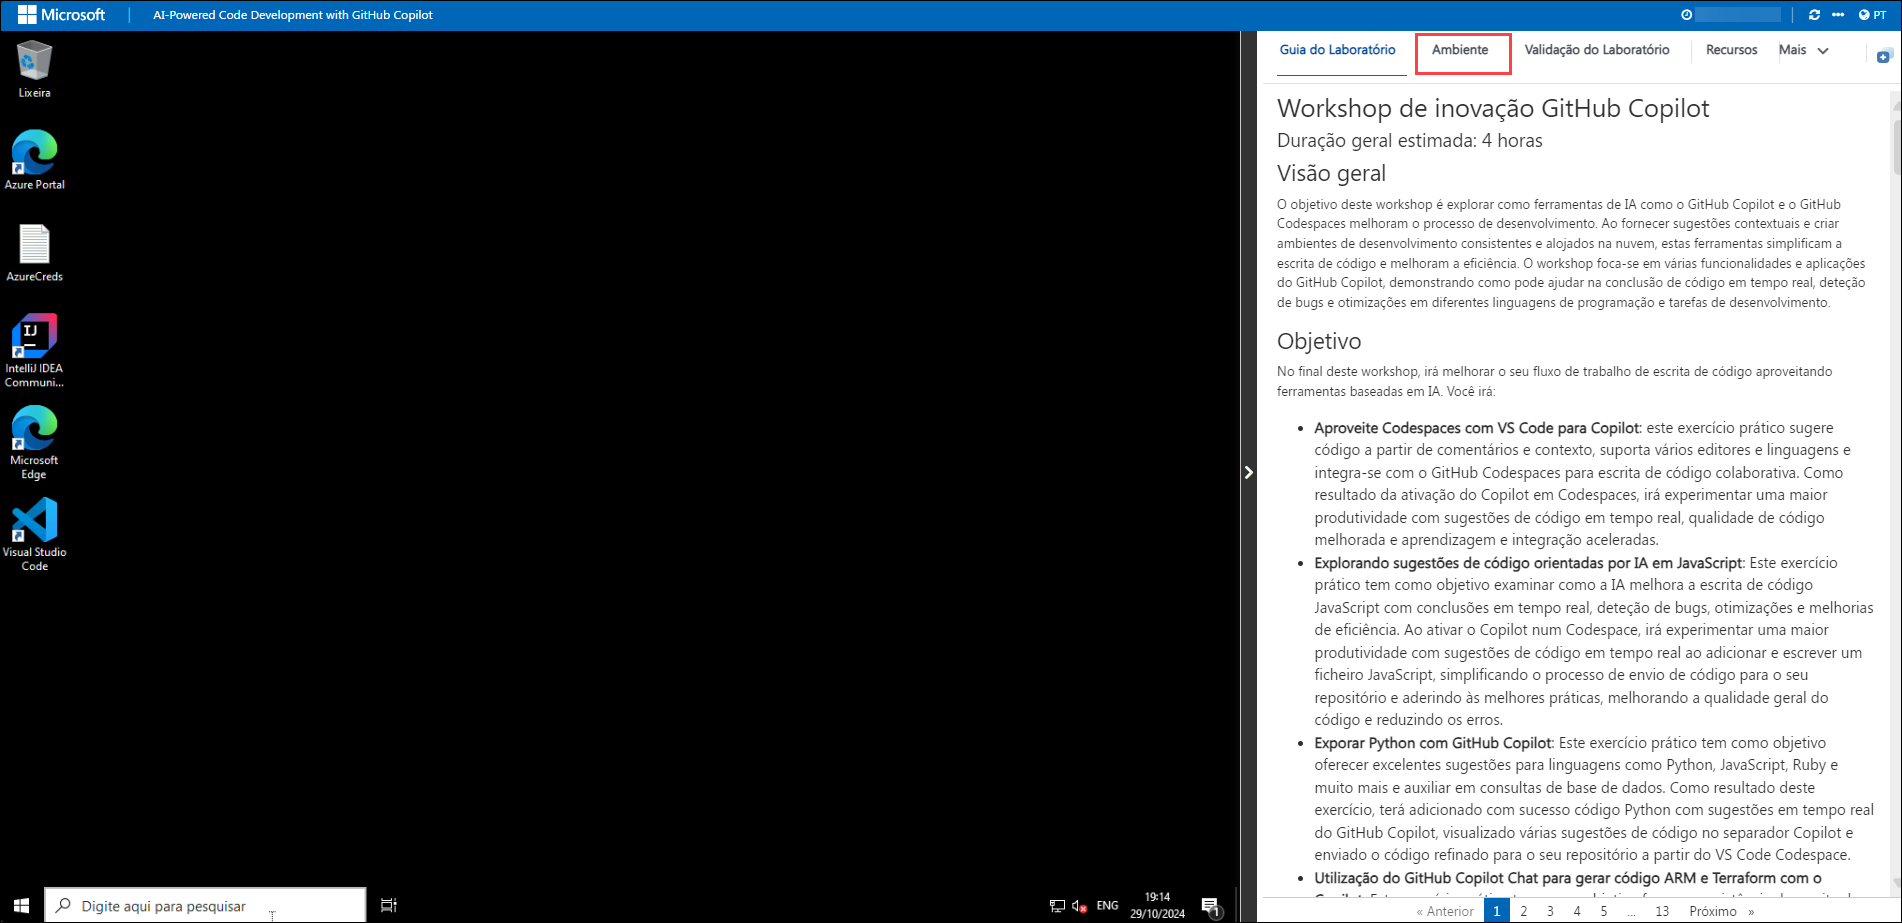 Microsoft
AI-Powered Code Development with GitHub Copilot
PT
Lixeira
Azure Portal
AzureCreds
IntelliJ IDEA
Communi...
Microsoft
Edge
Visual Studio
Code
Guia do Laboratório
Ambiente
Validação do Laboratório
Recursos
Mais
Workshop de inovação GitHub Copilot
Duração geral estimada: 4 horas
Visão geral
O objetivo deste workshop é explorar como ferramentas de IA como o GitHub Copilot e o GitHub
Codespaces melhoram o processo de desenvolvimento. Ao fornecer sugestões contextuais e criar
ambientes de desenvolvimento consistentes e alojados na nuvem, estas ferramentas simplificam a
escrita de código e melhoram a eficiência. O workshop foca-se em várias funcionalidades e aplicações
do GitHub Copilot, demonstrando como pode ajudar na conclusão de código em tempo real, deteção
de bugs e otimizações em diferentes linguagens de programação e tarefas de desenvolvimento.
Objetivo
No final deste workshop, irá melhorar o seu fluxo de trabalho de escrita de código aproveitando
ferramentas baseadas em IA. Você irá:
• Aproveite Codespaces com VS Code para Copilot: este exercício prático sugere
código a partir de comentários e contexto, suporta vários editores e linguagens e
integra-se com o GitHub Codespaces para escrita de código colaborativa. Como
resultado da ativação do Copilot em Codespaces, irá experimentar uma maior
produtividade com sugestões de código em tempo real, qualidade de código
melhorada e aprendizagem e integração aceleradas.
• Explorando sugestões de código orientadas por IA em JavaScript: Este exercício
prático tem como objetivo examinar como a IA melhora a escrita de código
JavaScript com conclusões em tempo real, deteção de bugs, otimizações e melhorias
de eficiência. Ao ativar o Copilot num Codespace, irá experimentar uma maior
produtividade com sugestões de código em tempo real ao adicionar e escrever um
ficheiro JavaScript, simplificando o processo de envio de código para o seu
repositório e aderindo às melhores práticas, melhorando a qualidade geral do
código e reduzindo os erros.
• Exporar Python com GitHub Copilot: Este exercício prático tem como objetivo
oferecer excelentes sugestões para linguagens como Python, JavaScript, Ruby e
muito mais e auxiliar em consultas de base de dados. Como resultado deste
exercício, terá adicionado com sucesso código Python com sugestões em tempo real
do GitHub Copilot, visualizado várias sugestões de código no separador Copilot e
enviado o código refinado para o seu repositório a partir do VS Code Codespace.
• Utilização do GitHub Copilot Chat para gerar código ARM e Terraform com o
« Anterior 1 2 3 4 5 ... 13 Próximo »
Digite aqui para pesquisar
ENG
19:14
29/10/2024
1